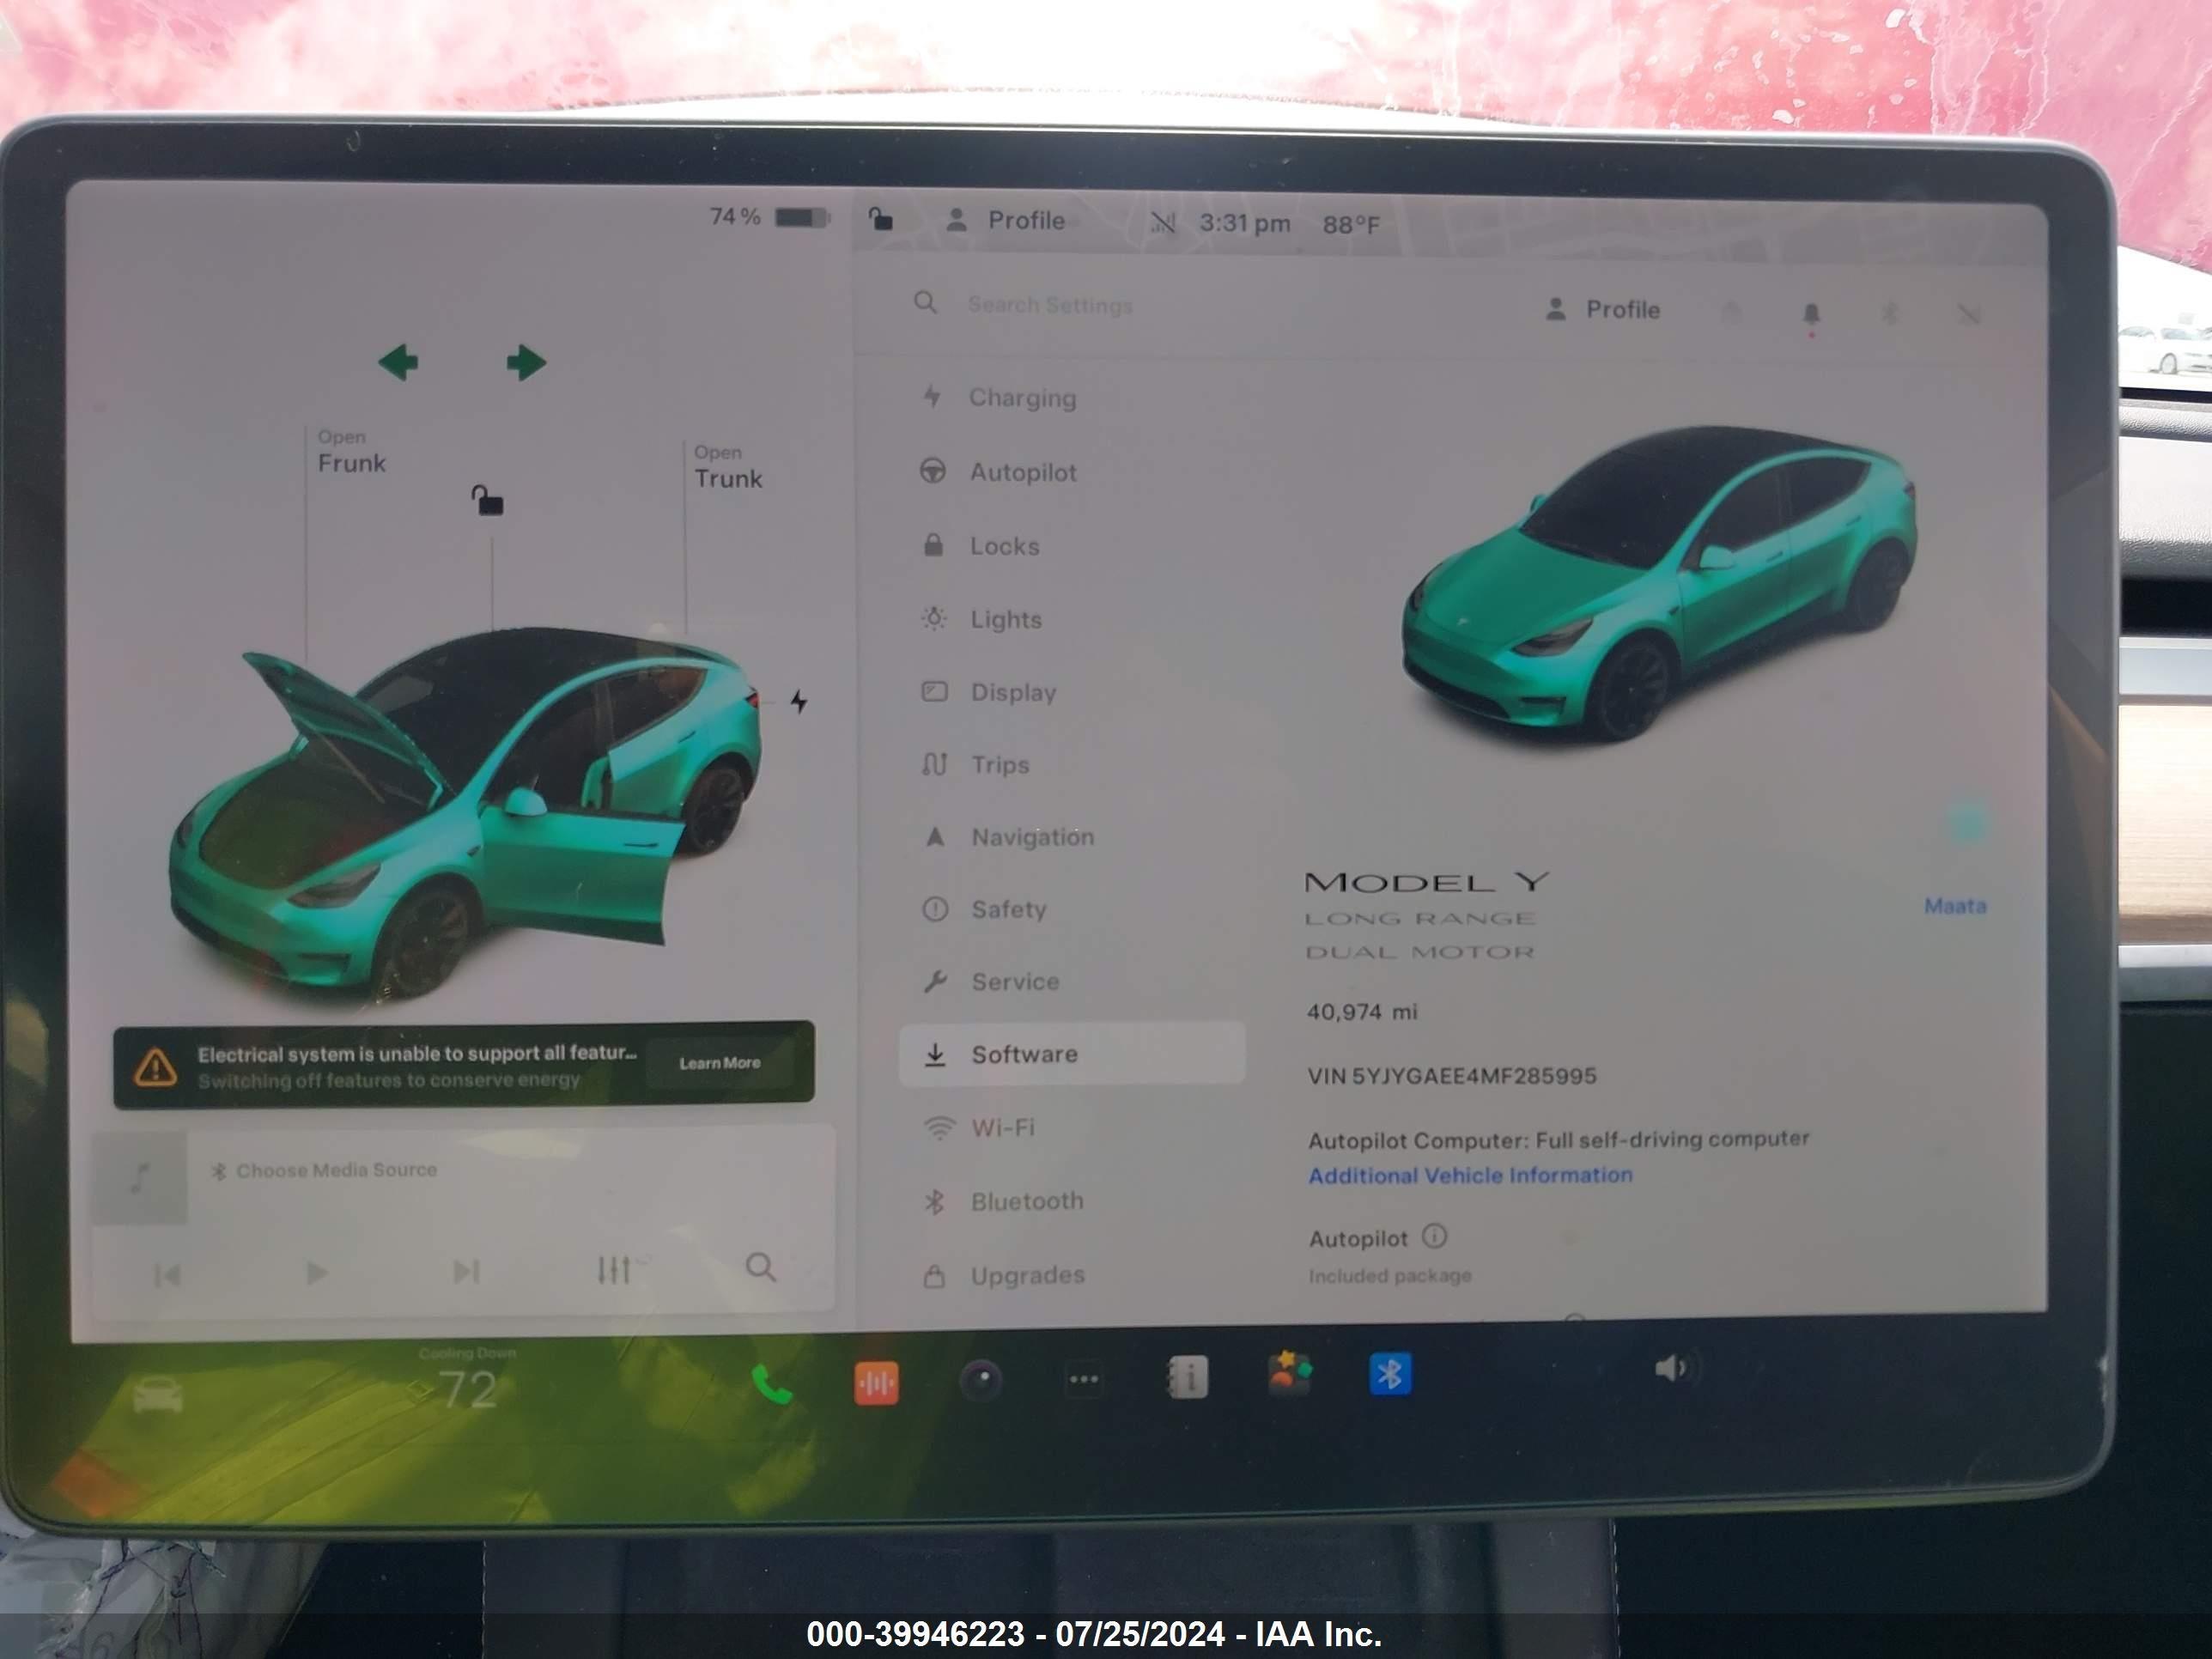 74%
Profile
3:31 pm
88°F
Search Settings
Profile
Open
Frunk
Open
Trunk
Electrical system is unable to support all featur...
Switching off features to conserve energy
Learn More
Choose Media Source
Charging
Autopilot
Locks
Lights
Display
Trips
Navigation
Safety
Service
Software
Wi-Fi
Bluetooth
Upgrades
MODEL Y
LONG RANGE
DUAL MOTOR
Maata
40,974 mi
VIN 5YJYGAEE4MF285995
Autopilot Computer: Full self-driving computer
Additional Vehicle Information
Autopilot
Included package
Cooling Down
72
000-39946223 - 07/25/2024 - IAA Inc.